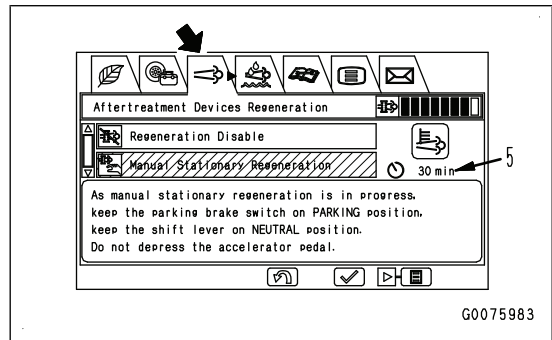 Aftertreatment Devices Regeneration
Regeneration Disable
Manual Stationary Regeneration
30 min
5
As manual stationary regeneration is in progress,
keep the parking brake switch on PARKING position,
keep the shift lever on NEUTRAL position.
Do not depress the accelerator pedal.
G0075983